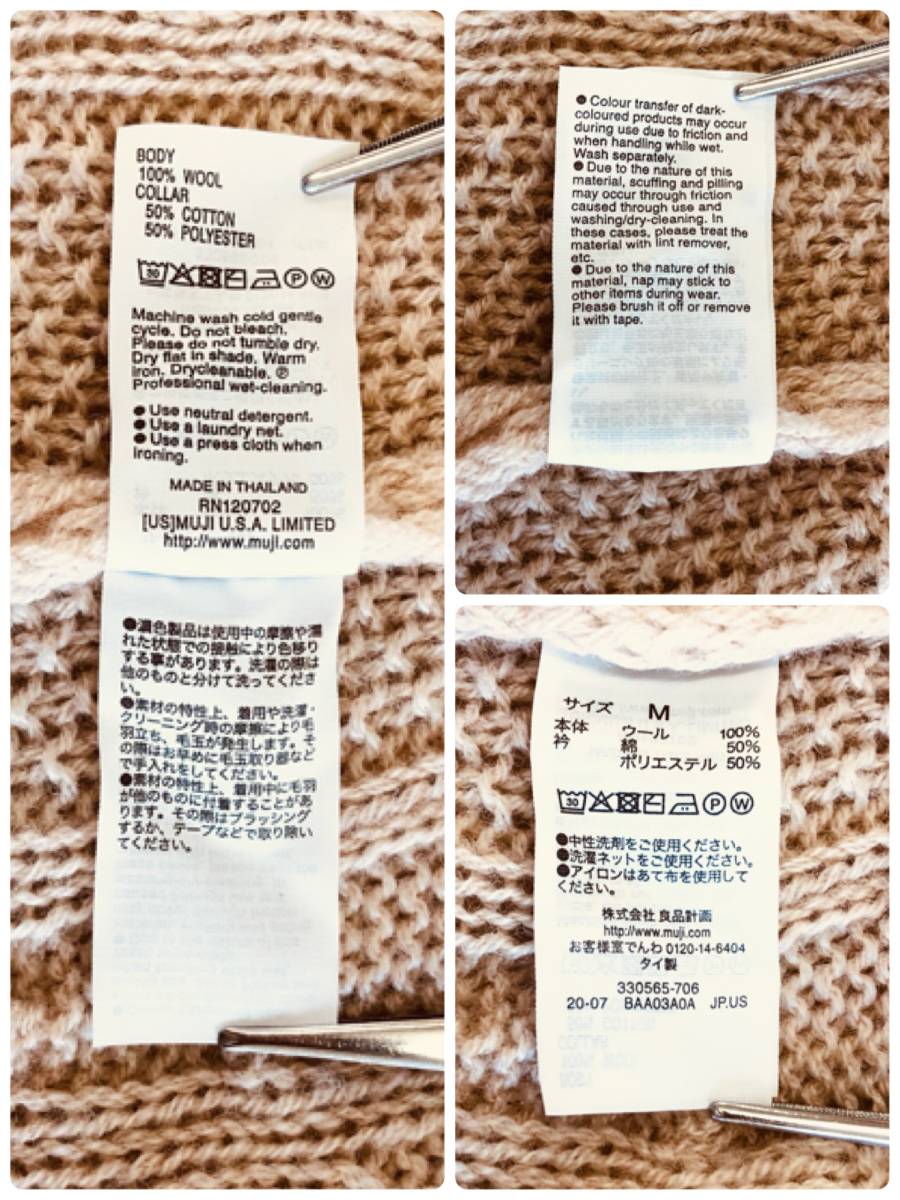 BODY
100% WOOL
COLLAR
50% COTTON
50% POLYESTER
30
P W
Machine wash cold gentle
cycle. Do not bleach.
Please do not tumble dry.
Dry flat in shade. Warm
iron. Drycleanable. Ⓟ
Professional wet-cleaning.
●Use neutral detergent.
●Use a laundry net.
●Use a press cloth when
ironing.
MADE IN THAILAND
RN120702
[US]MUJI U.S.A. LIMITED
http://www.muji.com
●濃色製品は使用中の摩擦や濡
れた状態での接触により色移り
する事があります。洗濯の際は
他のものと分けて洗ってくださ
い。
●素材の特性上、着用や洗濯・
クリーニング時の摩擦により毛
羽立ち、毛玉が発生します。そ
の際はお早めに毛玉取り器など
で手入れをしてください。
●素材の特性上、着用中に毛羽
が他のものに付着することがあ
ります。その際はブラッシング
するか、テープなどで取り除い
てください。
●Colour transfer of dark-
coloured products may occur
during use due to friction and
when handling while wet.
Wash separately.
●Due to the nature of this
material, scuffing and pilling
may occur through friction
caused through use and
washing/dry-cleaning. In
these cases, please treat the
material with lint remover,
etc.
●Due to the nature of this
material, nap may stick to
other items during wear.
Please brush it off or remove
it with tape.
サイズ M
本体 ウール 100%
衿 綿 50%
ポリエステル 50%
30
P W
●中性洗剤をご使用ください。
●洗濯ネットをご使用ください。
●アイロンはあて布を使用して
ください。
株式会社 良品計画
http://www.muji.com
お客様室でんわ 0120-14-6404
タイ製
330565-706
20-07 BAA03A0A JP.US